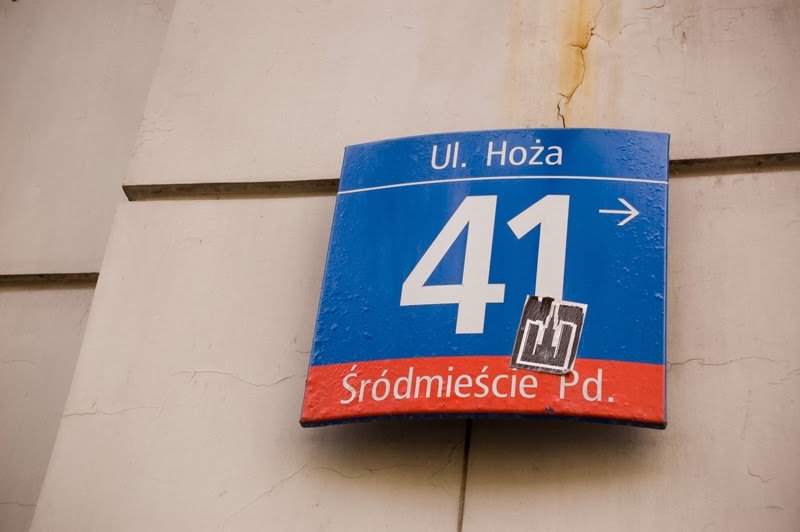 Ul. Hoża
41 →
Śródmieście Pd.